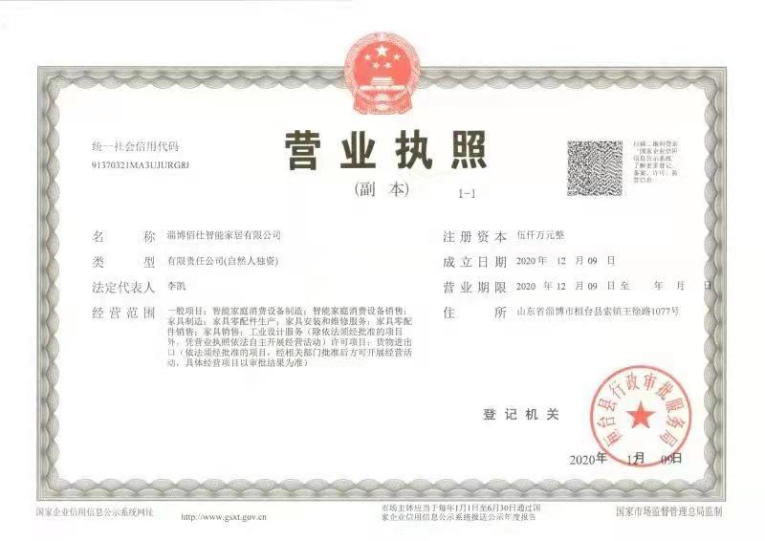 统一社会信用代码
91370321MA3UJURG8J
营业执照
(副 本) 1-1
扫描二维码登录
“国家企业信用
信息公示系统”
了解更多登记、
备案、许可、监
管信息
名 称 淄博佰仕智能家居有限公司
类 型 有限责任公司(自然人独资)
法定代表人 李凯
经营范围 一般项目：智能家庭消费设备制造；智能家庭消费设备销售；
家具制造；家具零配件生产；家具安装和维修服务；家具零配
件销售；家具销售；工业设计服务（除依法须经批准的项目
外，凭营业执照依法自主开展经营活动）许可项目：货物进出
口（依法须经批准的项目，经相关部门批准后方可开展经营活
动，具体经营项目以审批结果为准）
注册资本 伍仟万元整
成立日期 2020 年 12 月 09 日
营业期限 2020 年 12 月 09 日 至 年 月 日
住 所 山东省淄博市桓台县索镇王徐路1077号
登记机关
桓台县行政审批服务局
2020年 12月 09日
国家企业信用信息公示系统网址
http://www.gsxt.gov.cn
市场主体应当于每年1月1日至6月30日通过国
家企业信用信息公示系统报送公示年度报告
国家市场监督管理总局监制